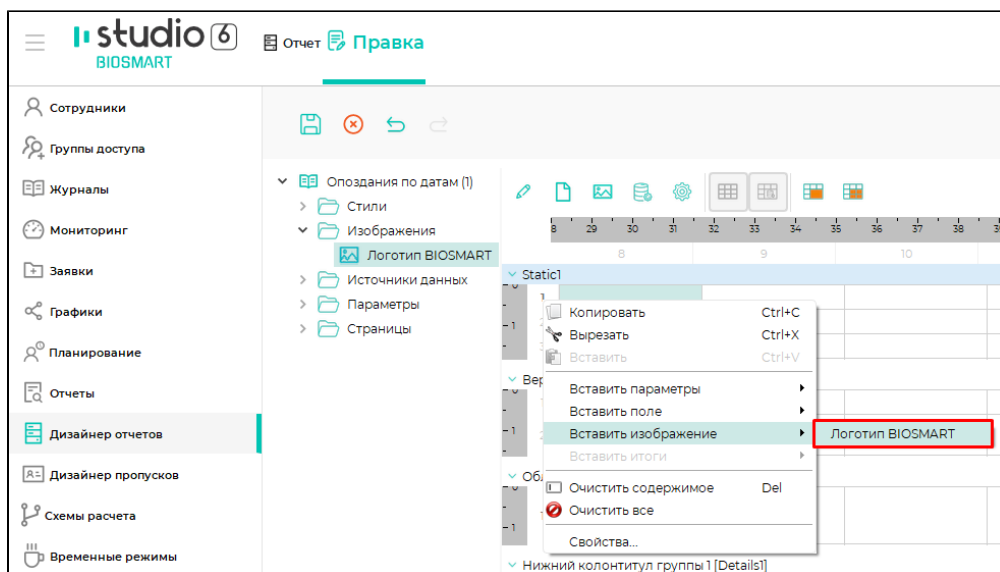 studio 6
BIOSMART
Отчет
Правка
Сотрудники
Группы доступа
Журналы
Мониторинг
Заявки
Графики
Планирование
Отчеты
Дизайнер отчетов
Дизайнер пропусков
Схемы расчета
Временные режимы
Опоздания по датам (1)
Стили
Изображения
Логотип BIOSMART
Источники данных
Параметры
Страницы
8 29 30 31 32 33 34 35 36 37 38
8 9 10
Static1
Копировать Ctrl+C
Вырезать Ctrl+X
Вставить Ctrl+V
Вставить параметры
Вставить поле
Вставить изображение
Логотип BIOSMART
Вставить итоги
Очистить содержимое Del
Очистить все
Свойства...
Нижний колонтитул группы 1 [Details1]